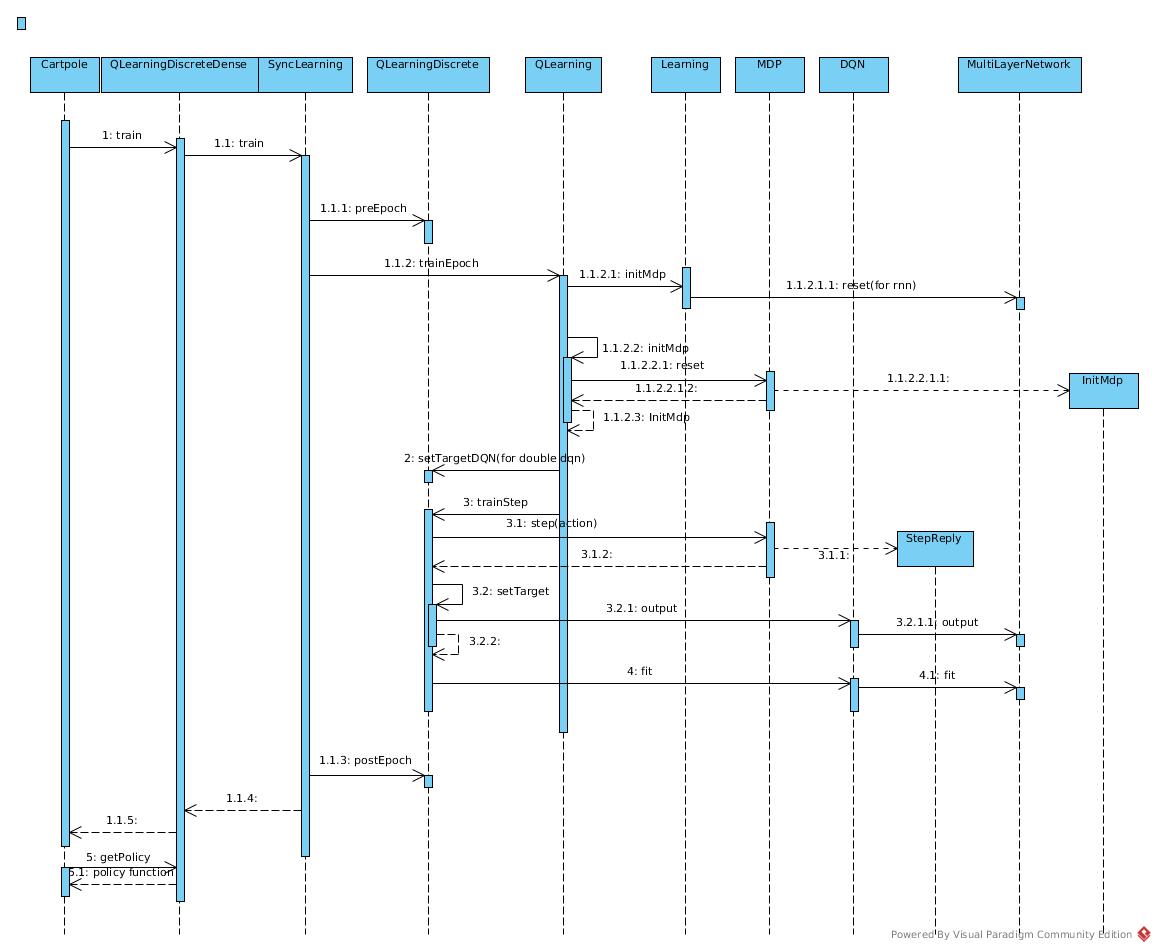 Cartpole
QLearningDiscreteDense
SyncLearning
QLearningDiscrete
QLearning
Learning
MDP
DQN
MultiLayerNetwork
1: train
1.1: train
1.1.1: preEpoch
1.1.2: trainEpoch
1.1.2.1: initMdp
1.1.2.1.1: reset(for rnn)
1.1.2.2: initMdp
1.1.2.2.1: reset
1.1.2.2.1.1:
InitMdp
1.1.2.2.1.2:
1.1.2.3: InitMdp
2: setTargetDQN(for double dqn)
3: trainStep
3.1: step(action)
StepReply
3.1.1:
3.1.2:
3.2: setTarget
3.2.1: output
3.2.1.1: output
3.2.2:
4: fit
4.1: fit
1.1.3: postEpoch
1.1.4:
1.1.5:
5: getPolicy
5.1: policy function
Powered By Visual Paradigm Community Edition